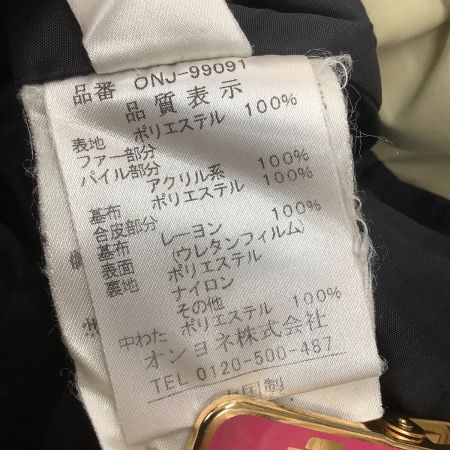 品番 ONJ-99091
品質表示
表地 ポリエステル 100%
ファー部分
パイル部分
アクリル系 100%
基布 ポリエステル 100%
合皮部分
基布 レーヨン 100%
表面 (ウレタンフィルム)
裏地 ポリエステル
ナイロン
その他
中わた ポリエステル 100%
オンヨネ株式会社
TEL 0120-500-487
中国製